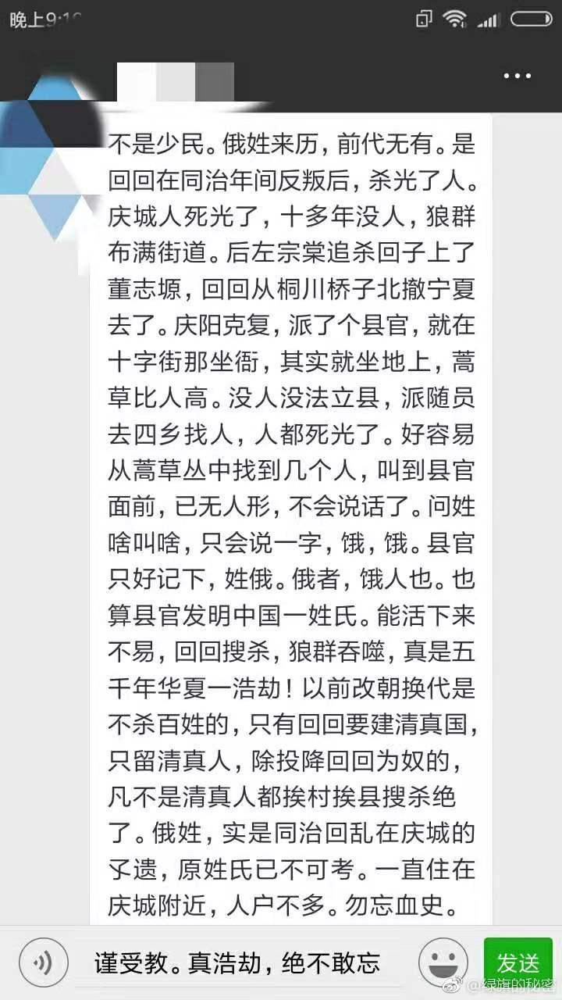 晚上9:1
不是少民。俄姓来历，前代无有。是
回回在同治年间反叛后，杀光了人。
庆城人死光了，十多年没人，狼群
布满街道。后左宗棠追杀回子上了
董志塬，回回从桐川桥子北撤宁夏
去了。庆阳克复，派了个县官，就在
十字街那坐衙，其实就坐地上，蒿
草比人高。没人没法立县，派随员
去四乡找人，人都死光了。好容易
从蒿草丛中找到几个人，叫到县官
面前，已无人形，不会说话了。问姓
啥叫啥，只会说一字，饿，饿。县官
只好记下，姓俄。俄者，饿人也。也
算县官发明中国一姓氏。能活下来
不易，回回搜杀，狼群吞噬，真是五
千年华夏一浩劫！以前改朝换代是
不杀百姓的，只有回回要建清真国，
只留清真人，除投降回回为奴的，
凡不是清真人都挨村挨县搜杀绝
了。俄姓，实是同治回乱在庆城的
孓遗，原姓氏已不可考。一直住在
庆城附近，人户不多。勿忘血史。
谨受教。真浩劫，绝不敢忘
发送
@绿旗的秘密